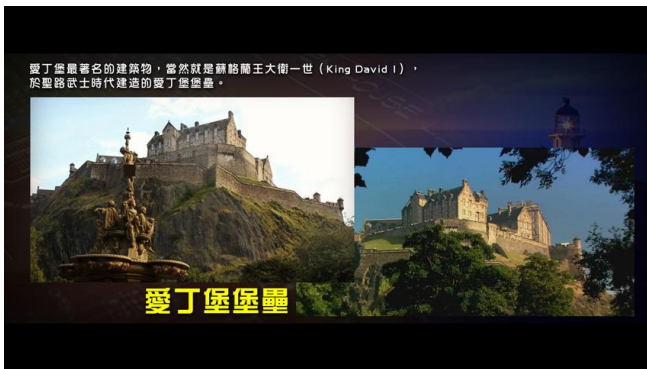 愛丁堡最著名的建築物，當然就是蘇格蘭王大衛一世（King David I），
於聖路武士時代建造的愛丁堡堡壘。
愛丁堡堡壘